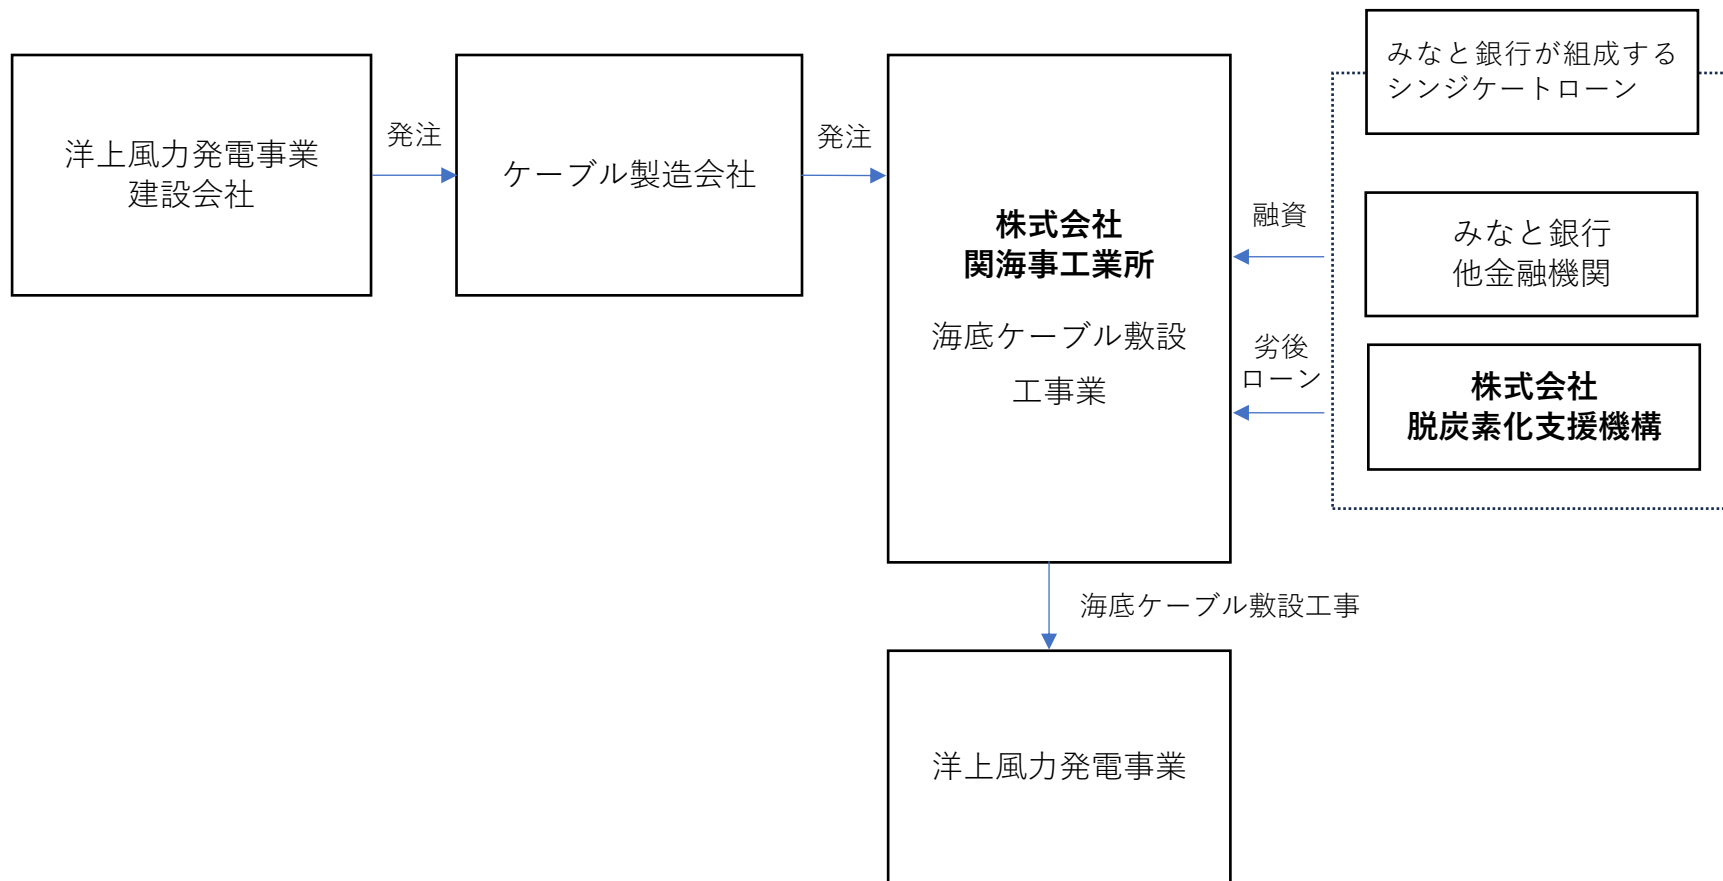 洋上風力発電事業
建設会社
発注
ケーブル製造会社
発注
株式会社
関海事工業所
海底ケーブル敷設
工事業
融資
劣後
ローン
みなと銀行が組成する
シンジケートローン
みなと銀行
他金融機関
株式会社
脱炭素化支援機構
海底ケーブル敷設工事
洋上風力発電事業